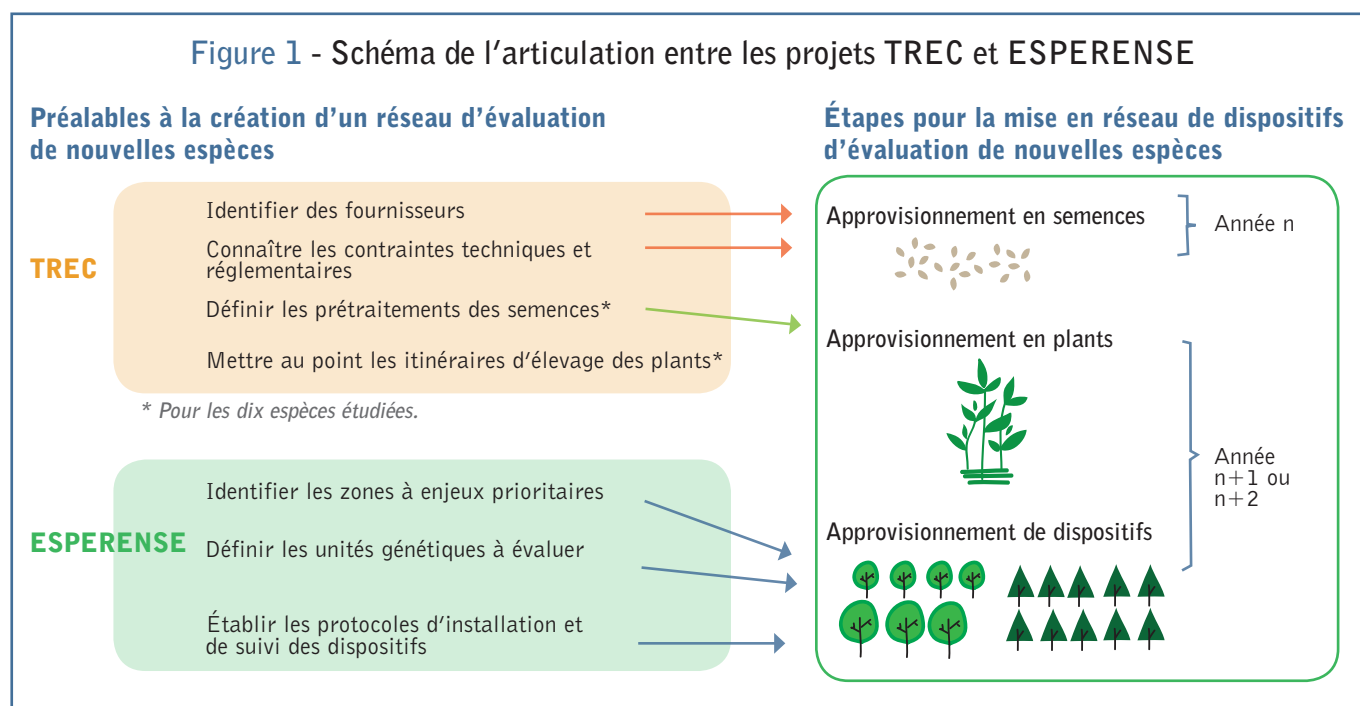 Figure 1 - Schéma de l'articulation entre les projets TREC et ESPERENSE
Préalables à la création d'un réseau d'évaluation
de nouvelles espèces
TREC
Identifier des fournisseurs
Connaître les contraintes techniques et
réglementaires
Définir les prétraitements des semences*
Mettre au point les itinéraires d'élevage des plants*
* Pour les dix espèces étudiées.
ESPERENSE
Identifier les zones à enjeux prioritaires
Définir les unités génétiques à évaluer
Établir les protocoles d'installation et
de suivi des dispositifs
Étapes pour la mise en réseau de dispositifs
d'évaluation de nouvelles espèces
Approvisionnement en semences
Année n
Approvisionnement en plants
Année
n+1 ou
n+2
Approvisionnement de dispositifs